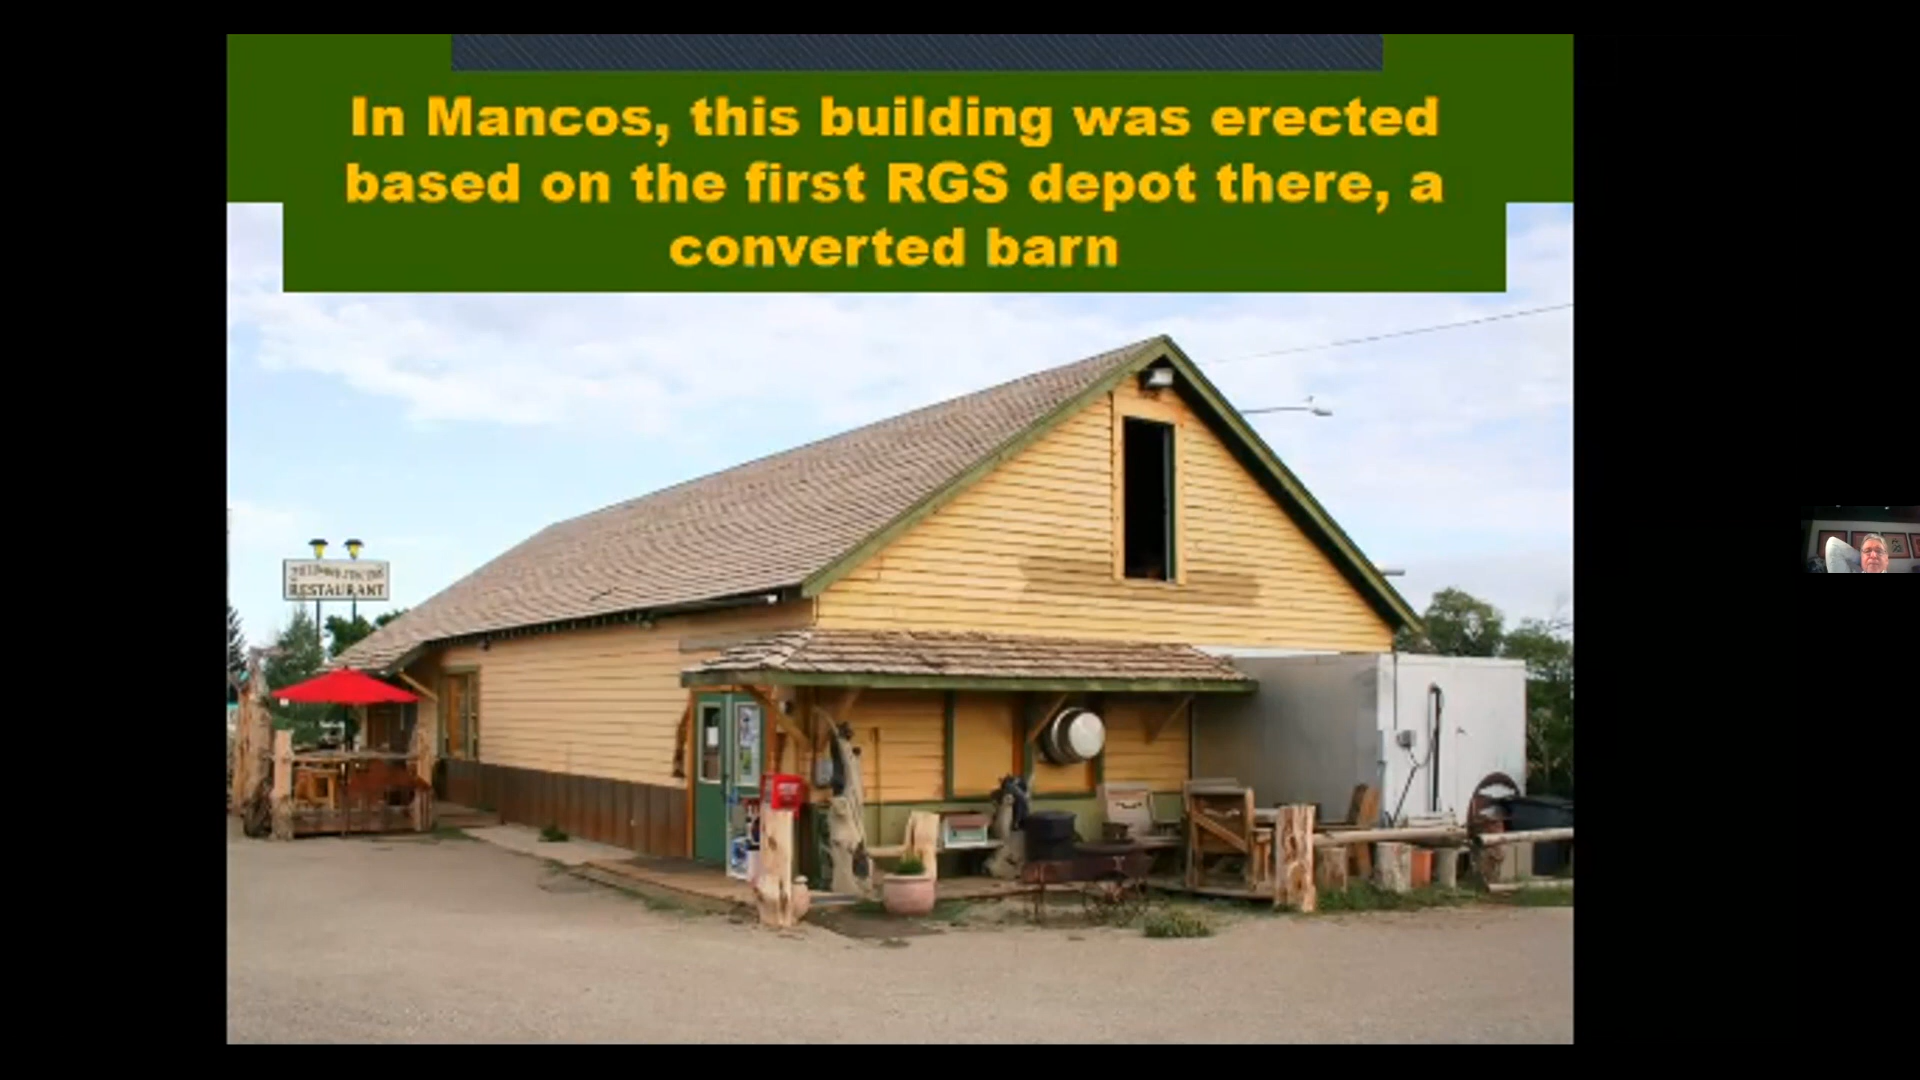 In Mancos, this building was erected
based on the first RGS depot there, a
converted barn
RESTAURANT